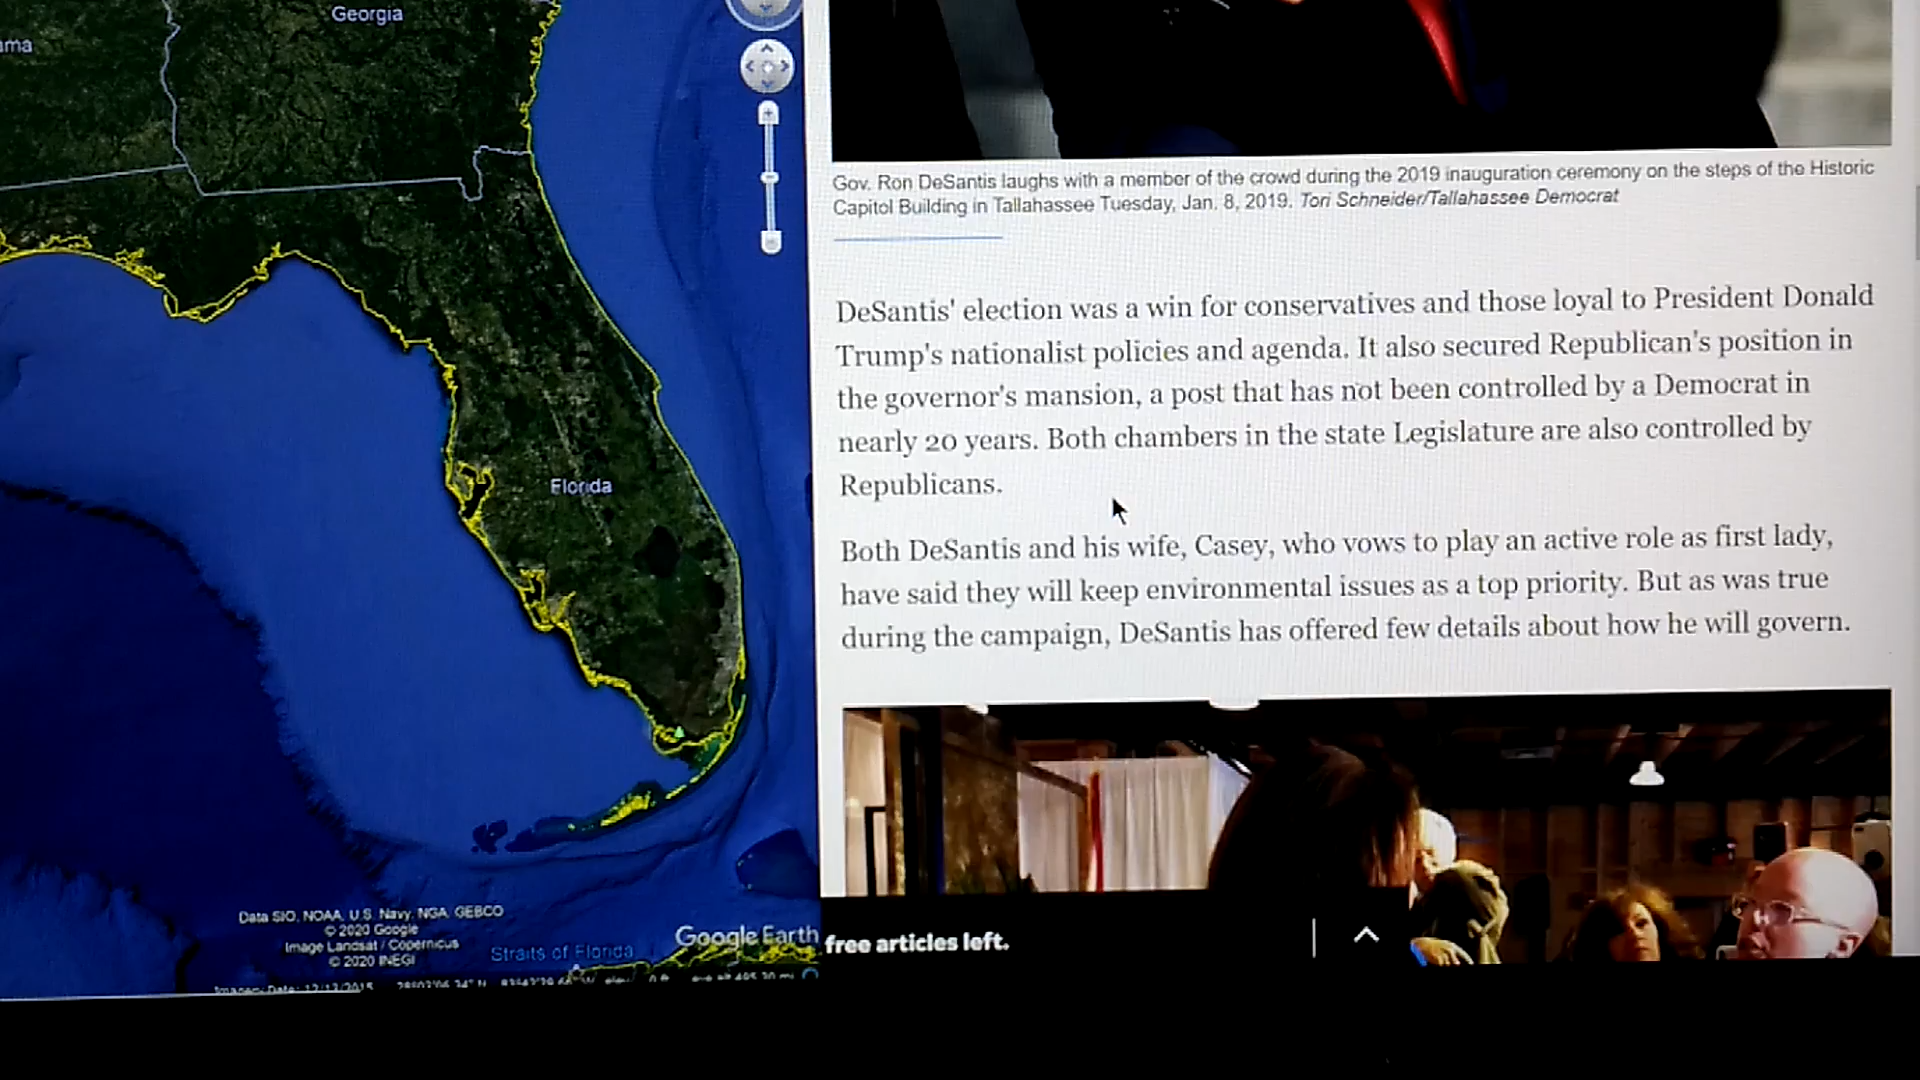 Georgia
ama
Florida
Data SIO, NOAA, U.S. Navy, NGA, GEBCO
© 2020 Google
Image Landsat / Copernicus
© 2020 INEGI
Straits of Florida
Google Earth
Imagery Date: 12/13/2015
Gov. Ron DeSantis laughs with a member of the crowd during the 2019 inauguration ceremony on the steps of the Historic
Capitol Building in Tallahassee Tuesday, Jan. 8, 2019. Tori Schneider/Tallahassee Democrat
DeSantis' election was a win for conservatives and those loyal to President Donald
Trump's nationalist policies and agenda. It also secured Republican's position in
the governor's mansion, a post that has not been controlled by a Democrat in
nearly 20 years. Both chambers in the state Legislature are also controlled by
Republicans.
Both DeSantis and his wife, Casey, who vows to play an active role as first lady,
have said they will keep environmental issues as a top priority. But as was true
during the campaign, DeSantis has offered few details about how he will govern.
free articles left.